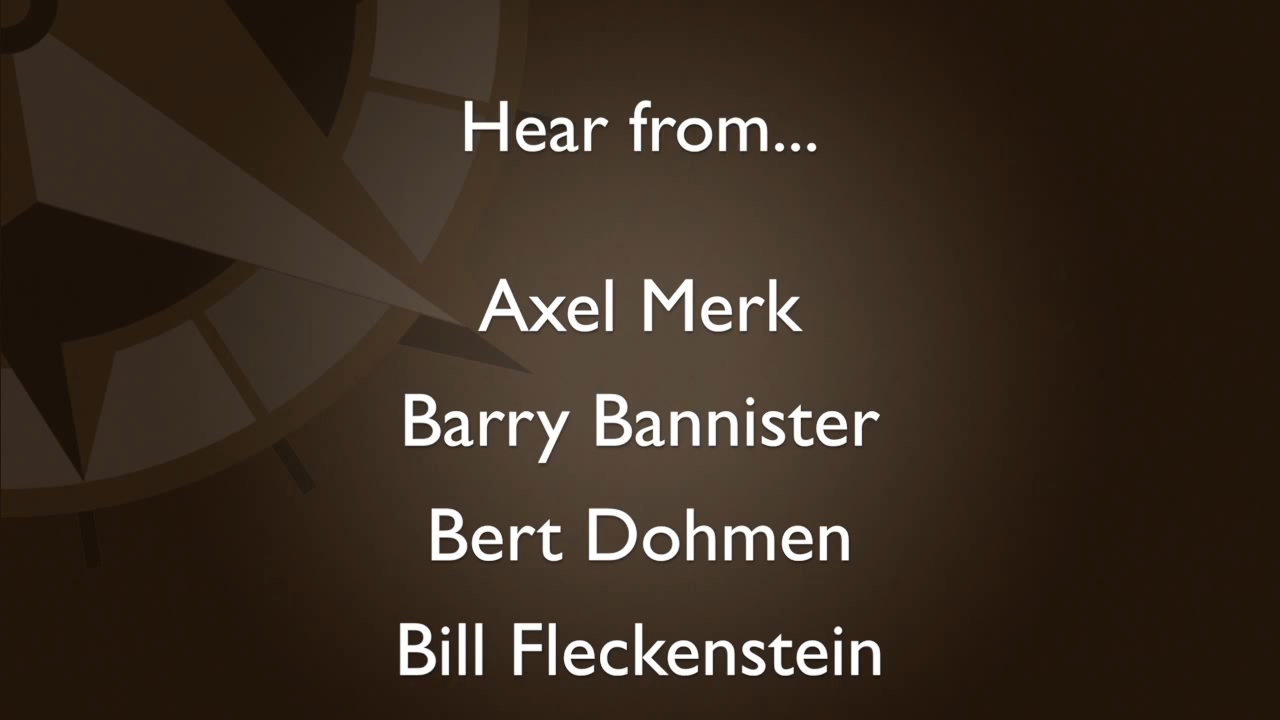 Hear from...
Axel Merk
Barry Bannister
Bert Dohmen
Bill Fleckenstein